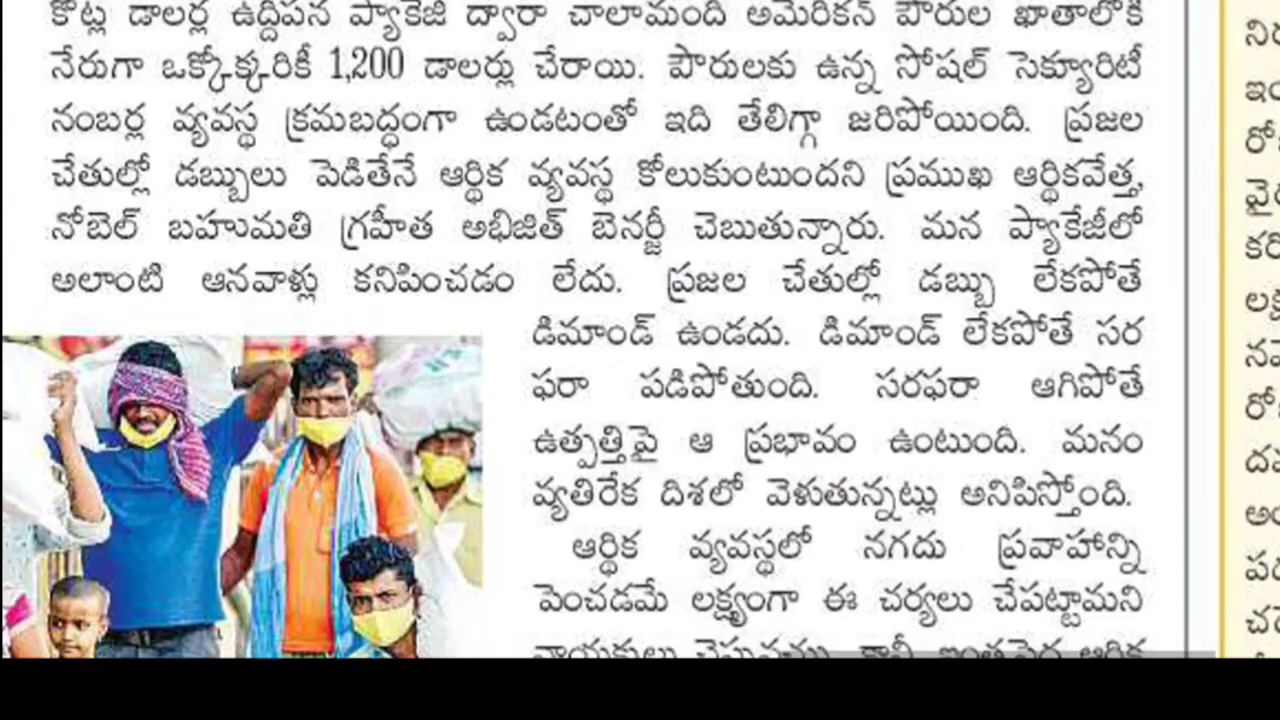 కోట్ల డాలర్ల ఉద్దీపన ప్యాకేజీ ద్వారా చాలామంది అమెరికన్ పౌరుల ఖాతాలోకి
నేరుగా ఒక్కోక్కరికీ 1,200 డాలర్లు చేరాయి. పౌరులకు ఉన్న సోషల్ సెక్యూరిటీ
నంబర్ల వ్యవస్థ క్రమబద్ధంగా ఉండటంతో ఇది తేలిగ్గా జరిపోయింది. ప్రజల
చేతుల్లో డబ్బులు పెడితేనే ఆర్థిక వ్యవస్థ కోలుకుంటుందని ప్రముఖ ఆర్థికవేత్త,
నోబెల్ బహుమతి గ్రహీత అభిజిత్ బెనర్జీ చెబుతున్నారు. మన ప్యాకేజీలో
అలాంటి ఆనవాళ్లు కనిపించడం లేదు. ప్రజల చేతుల్లో డబ్బు లేకపోతే
డిమాండ్ ఉండదు. డిమాండ్ లేకపోతే సర
ఫరా పడిపోతుంది. సరఫరా ఆగిపోతే
ఉత్పత్తిపై ఆ ప్రభావం ఉంటుంది. మనం
వ్యతిరేక దిశలో వెళుతున్నట్లు అనిపిస్తోంది.
ఆర్థిక వ్యవస్థలో నగదు ప్రవాహాన్ని
పెంచడమే లక్ష్యంగా ఈ చర్యలు చేపట్టామని